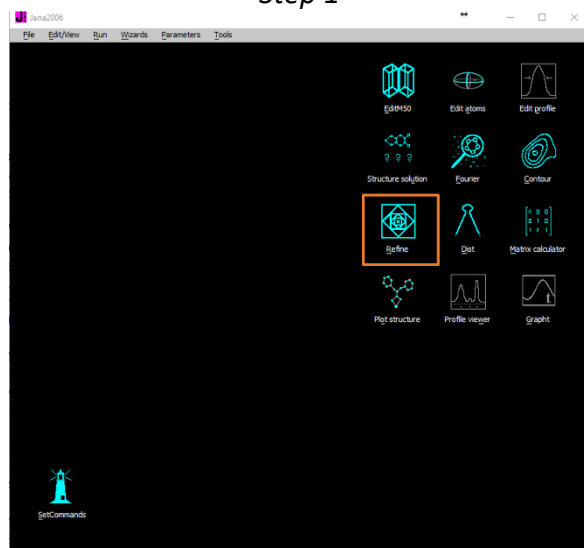 Step 1
Jana2006
File Edit/View Run Wizards Parameters Tools
EditM50 Edit atoms Edit profile
? ? ?
Structure solution Fourier Contour
Refine Dist Matrix calculator
Plot structure Profile viewer Grapht
SetCommands